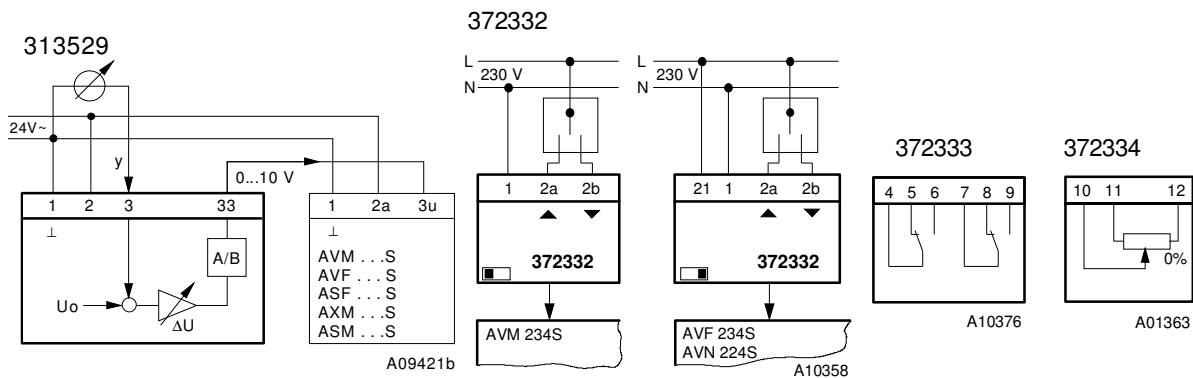 313529
24V~
y
0...10 V
1 2 3 33
⊥
A/B
Uo
ΔU
1 2a 3u
⊥
AVM ...S
AVF ...S
ASF ...S
AXM ...S
ASM ...S
A09421b
372332
L
230 V
N
1 2a 2b
372332
AVM 234S
L
230 V
N
21 1 2a 2b
372332
AVF 234S
AVN 224S
A10358
372333
4 5 6 7 8 9
A10376
372334
10 11 12
0%
A01363